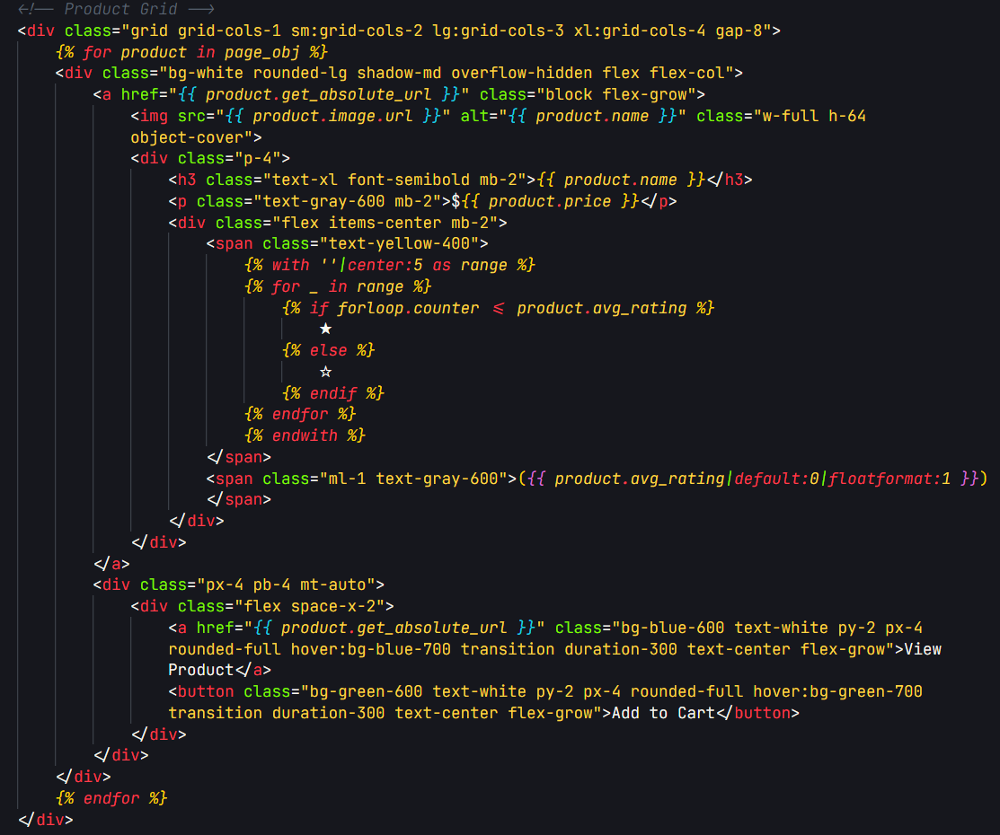 <!-- Product Grid -->
<div class="grid grid-cols-1 sm:grid-cols-2 lg:grid-cols-3 xl:grid-cols-4 gap-8">
{% for product in page_obj %}
<div class="bg-white rounded-lg shadow-md overflow-hidden flex flex-col">
<a href="{{ product.get_absolute_url }}" class="block flex-grow">
<img src="{{ product.image.url }}" alt="{{ product.name }}" class="w-full h-64
object-cover">
<div class="p-4">
<h3 class="text-xl font-semibold mb-2">{{ product.name }}</h3>
<p class="text-gray-600 mb-2">${{ product.price }}</p>
<div class="flex items-center mb-2">
<span class="text-yellow-400">
{% with ''|center:5 as range %}
{% for _ in range %}
{% if forloop.counter <= product.avg_rating %}
★
{% else %}
☆
{% endif %}
{% endfor %}
{% endwith %}
</span>
<span class="ml-1 text-gray-600">({{ product.avg_rating|default:0|floatformat:1 }})
</span>
</div>
</div>
</a>
<div class="px-4 pb-4 mt-auto">
<div class="flex space-x-2">
<a href="{{ product.get_absolute_url }}" class="bg-blue-600 text-white py-2 px-4
rounded-full hover:bg-blue-700 transition duration-300 text-center flex-grow">View
Product</a>
<button class="bg-green-600 text-white py-2 px-4 rounded-full hover:bg-green-700
transition duration-300 text-center flex-grow">Add to Cart</button>
</div>
</div>
</div>
{% endfor %}
</div>